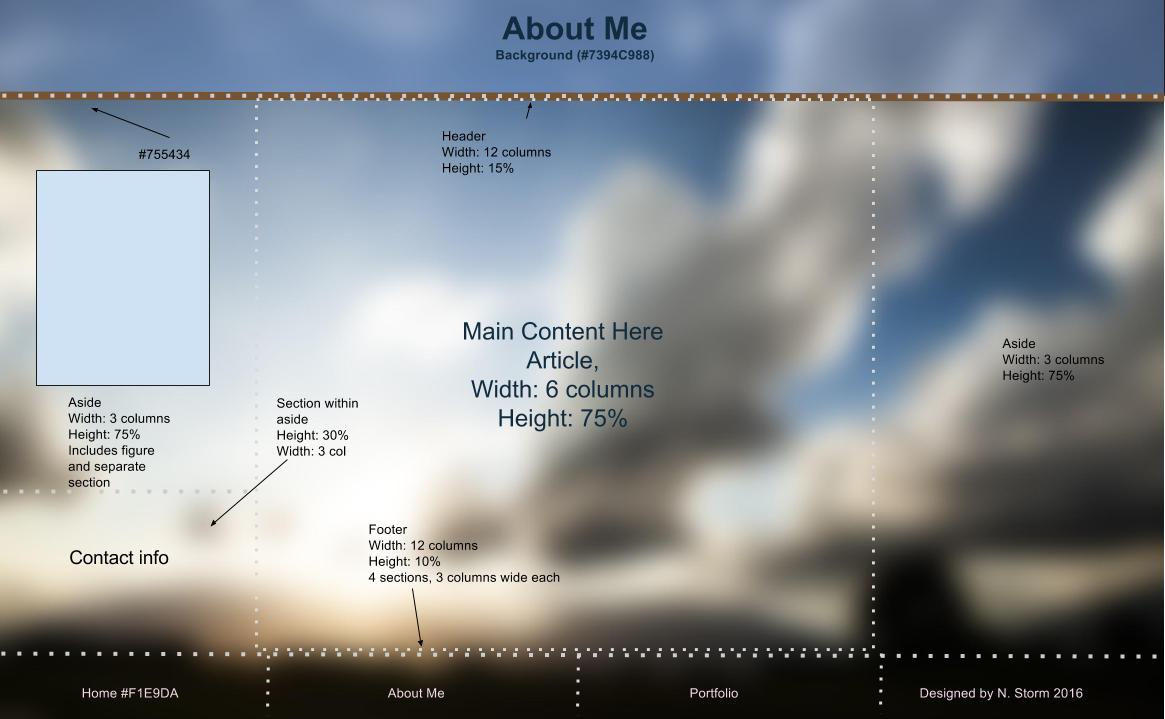 About Me
Background (#7394C988)
#755434
Header
Width: 12 columns
Height: 15%
Main Content Here
Article,
Width: 6 columns
Height: 75%
Aside
Width: 3 columns
Height: 75%
Aside
Width: 3 columns
Height: 75%
Includes figure
and separate
section
Section within
aside
Height: 30%
Width: 3 col
Contact info
Footer
Width: 12 columns
Height: 10%
4 sections, 3 columns wide each
Home #F1E9DA
About Me
Portfolio
Designed by N. Storm 2016